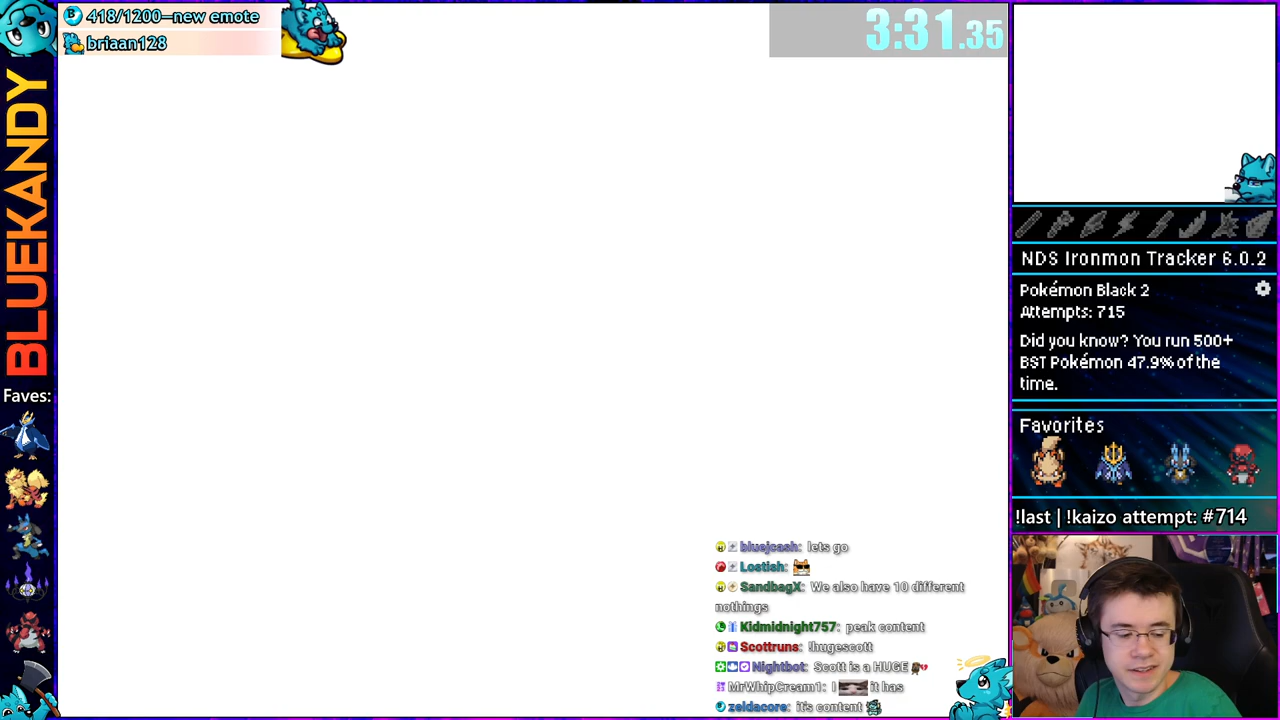 418/1200–new emote
briaan128
3:31.35
BLUEKANDY
Faves:
NDS Ironmon Tracker 6.0.2
Pokémon Black 2
Attempts: 715
Did you know? You run 500+
BST Pokémon 47.9% of the
time.
Favorites
!last | !kaizo attempt: #714
bluejcash: lets go
Lostish:
SandbagX: We also have 10 different
nothings
Kidmidnight757: peak content
Scottruns: !hugescott
Nightbot: Scott is a HUGE
MrWhipCream1: I it has
zeldacore: it's content